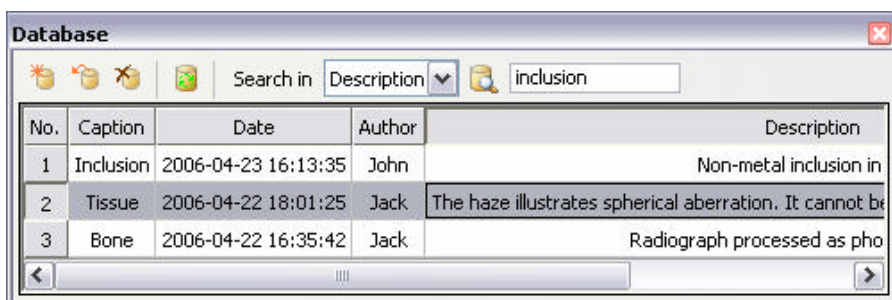 Database
Search in Description inclusion
No. Caption Date Author Description
1 Inclusion 2006-04-23 16:13:35 John Non-metal inclusion in
2 Tissue 2006-04-22 18:01:25 Jack The haze illustrates spherical aberration. It cannot be
3 Bone 2006-04-22 16:35:42 Jack Radiograph processed as pho